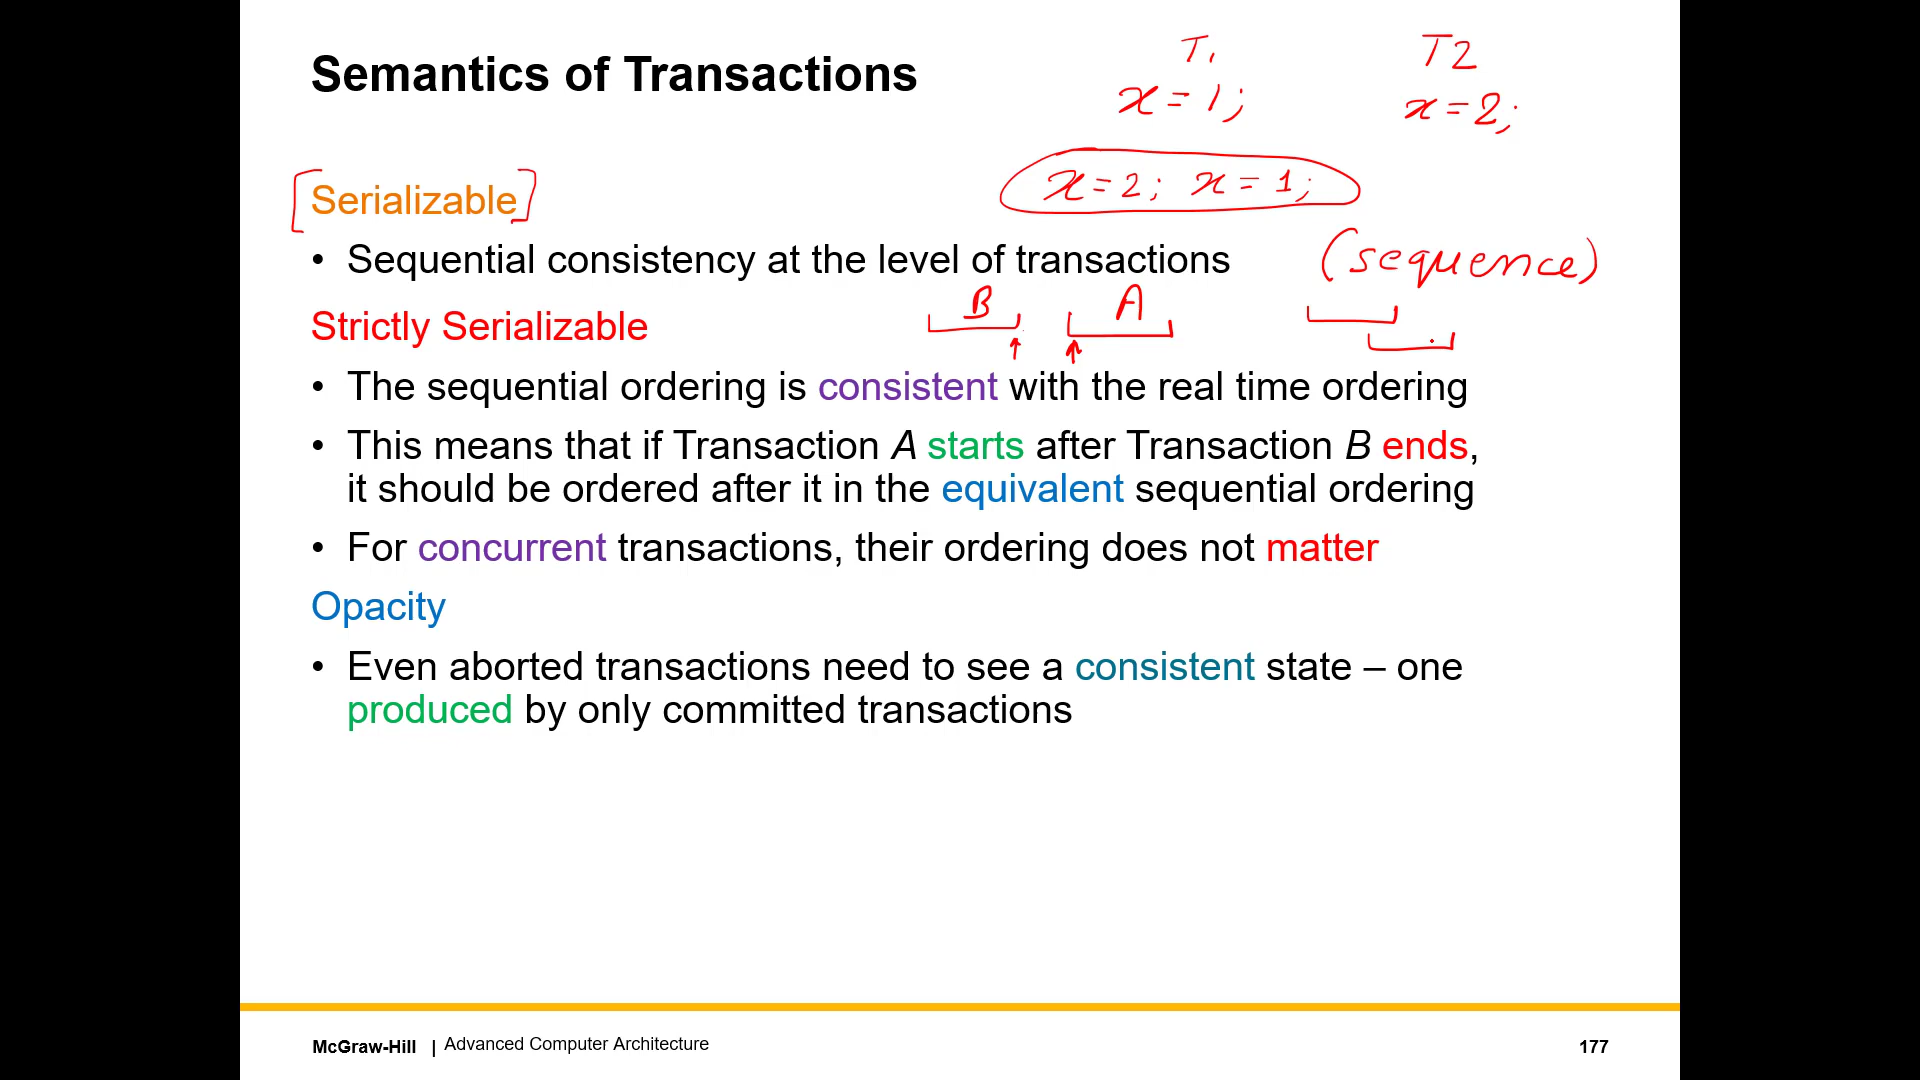 Semantics of Transactions
T1
T2
x = 1;
x = 2;
x = 2; x = 1;
[Serializable]
• Sequential consistency at the level of transactions
(sequence)
B
A
Strictly Serializable
• The sequential ordering is consistent with the real time ordering
• This means that if Transaction A starts after Transaction B ends,
it should be ordered after it in the equivalent sequential ordering
• For concurrent transactions, their ordering does not matter
Opacity
• Even aborted transactions need to see a consistent state – one
produced by only committed transactions
McGraw-Hill | Advanced Computer Architecture
177